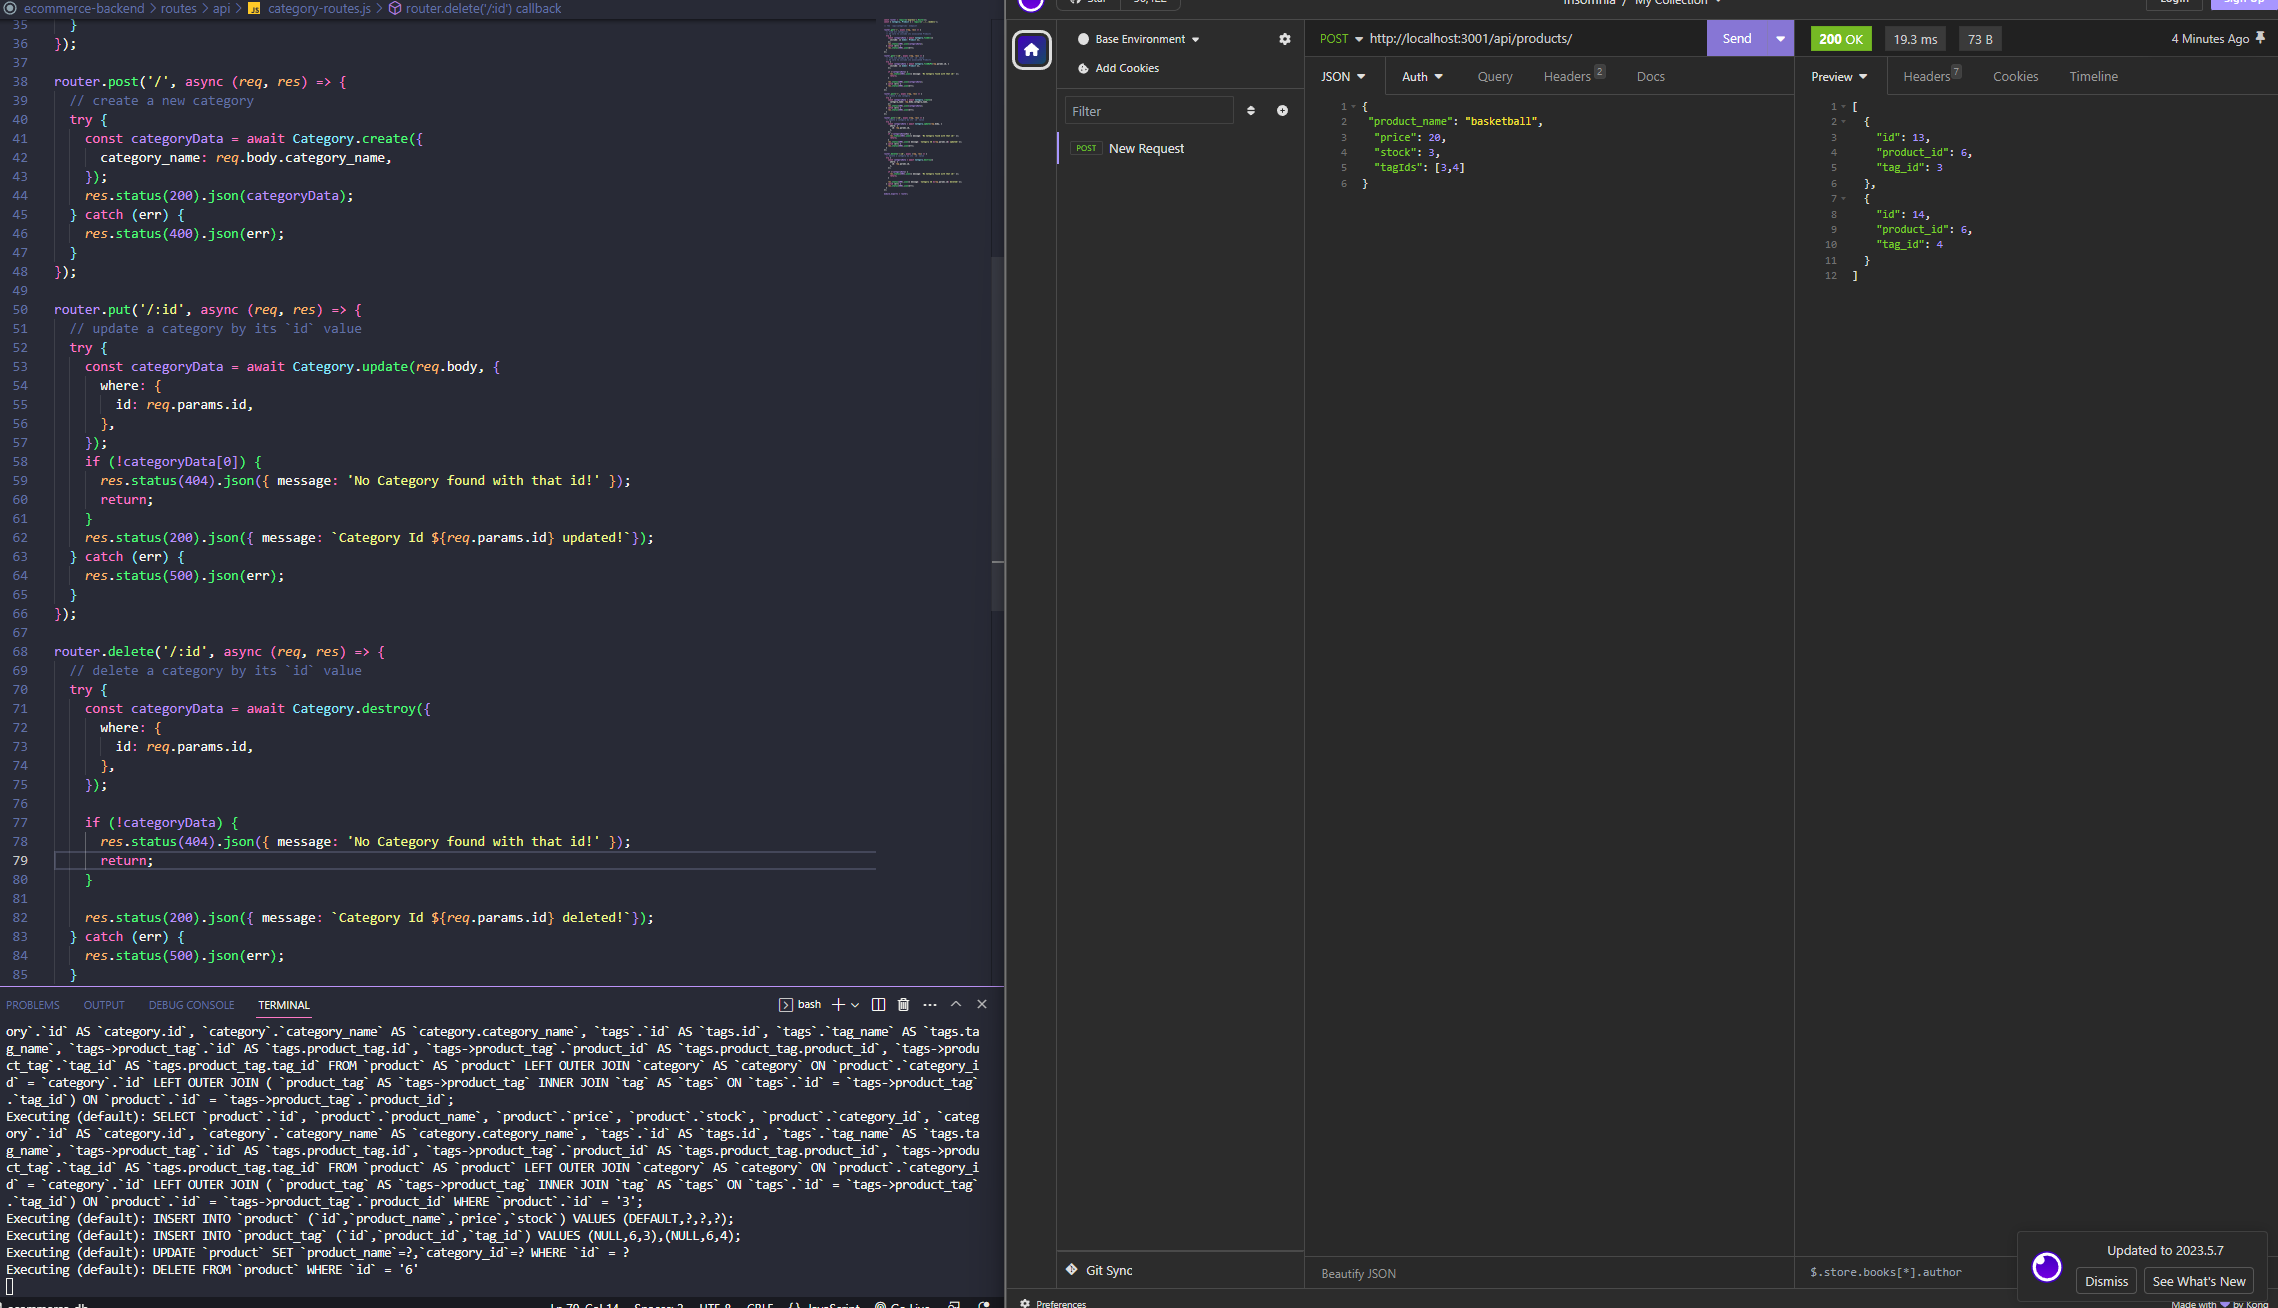 ecommerce-backend > routes > api > JS category-routes.js > router.delete('/:id') callback
35 }
36 });
37
38 router.post('/', async (req, res) => {
39 // create a new category
40 try {
41 const categoryData = await Category.create({
42 category_name: req.body.category_name,
43 });
44 res.status(200).json(categoryData);
45 } catch (err) {
46 res.status(400).json(err);
47 }
48 });
49
50 router.put('/:id', async (req, res) => {
51 // update a category by its `id` value
52 try {
53 const categoryData = await Category.update(req.body, {
54 where: {
55 id: req.params.id,
56 },
57 });
58 if (!categoryData[0]) {
59 res.status(404).json({ message: 'No Category found with that id!' });
60 return;
61 }
62 res.status(200).json({ message: `Category Id ${req.params.id} updated!`});
63 } catch (err) {
64 res.status(500).json(err);
65 }
66 });
67
68 router.delete('/:id', async (req, res) => {
69 // delete a category by its `id` value
70 try {
71 const categoryData = await Category.destroy({
72 where: {
73 id: req.params.id,
74 },
75 });
76
77 if (!categoryData) {
78 res.status(404).json({ message: 'No Category found with that id!' });
79 return;
80 }
81
82 res.status(200).json({ message: `Category Id ${req.params.id} deleted!`});
83 } catch (err) {
84 res.status(500).json(err);
85 }
PROBLEMS OUTPUT DEBUG CONSOLE TERMINAL bash
ory`.`id` AS `category.id`, `category`.`category_name` AS `category.category_name`, `tags`.`id` AS `tags.id`, `tags`.`tag_name` AS `tags.ta
g_name`, `tags->product_tag`.`id` AS `tags.product_tag.id`, `tags->product_tag`.`product_id` AS `tags.product_tag.product_id`, `tags->produ
ct_tag`.`tag_id` AS `tags.product_tag.tag_id` FROM `product` AS `product` LEFT OUTER JOIN `category` AS `category` ON `product`.`category_i
d` = `category`.`id` LEFT OUTER JOIN ( `product_tag` AS `tags->product_tag` INNER JOIN `tag` AS `tags` ON `tags`.`id` = `tags->product_tag`
.`tag_id`) ON `product`.`id` = `tags->product_tag`.`product_id`;
Executing (default): SELECT `product`.`id`, `product`.`product_name`, `product`.`price`, `product`.`stock`, `product`.`category_id`, `categ
ory`.`id` AS `category.id`, `category`.`category_name` AS `category.category_name`, `tags`.`id` AS `tags.id`, `tags`.`tag_name` AS `tags.ta
g_name`, `tags->product_tag`.`id` AS `tags.product_tag.id`, `tags->product_tag`.`product_id` AS `tags.product_tag.product_id`, `tags->produ
ct_tag`.`tag_id` AS `tags.product_tag.tag_id` FROM `product` AS `product` LEFT OUTER JOIN `category` AS `category` ON `product`.`category_i
d` = `category`.`id` LEFT OUTER JOIN ( `product_tag` AS `tags->product_tag` INNER JOIN `tag` AS `tags` ON `tags`.`id` = `tags->product_tag`
.`tag_id`) ON `product`.`id` = `tags->product_tag`.`product_id` WHERE `product`.`id` = '3';
Executing (default): INSERT INTO `product` (`id`,`product_name`,`price`,`stock`) VALUES (DEFAULT,?,?,?);
Executing (default): INSERT INTO `product_tag` (`id`,`product_id`,`tag_id`) VALUES (NULL,6,3),(NULL,6,4);
Executing (default): UPDATE `product` SET `product_name`=?,`category_id`=? WHERE `id` = ?
Executing (default): DELETE FROM `product` WHERE `id` = '6'
Insomnia / My Collection
Base Environment
Add Cookies
Filter
POST New Request
Git Sync
Preferences
POST http://localhost:3001/api/products/ Send
JSON Auth Query Headers 2 Docs
1 {
2 "product_name": "basketball",
3 "price": 20,
4 "stock": 3,
5 "tagIds": [3,4]
6 }
Beautify JSON
200 OK 19.3 ms 73 B 4 Minutes Ago
Preview Headers 7 Cookies Timeline
1 [
2 {
3 "id": 13,
4 "product_id": 6,
5 "tag_id": 3
6 },
7 {
8 "id": 14,
9 "product_id": 6,
10 "tag_id": 4
11 }
12 ]
$.store.books[*].author
Updated to 2023.5.7
Dismiss See What's New
Made with by Kong